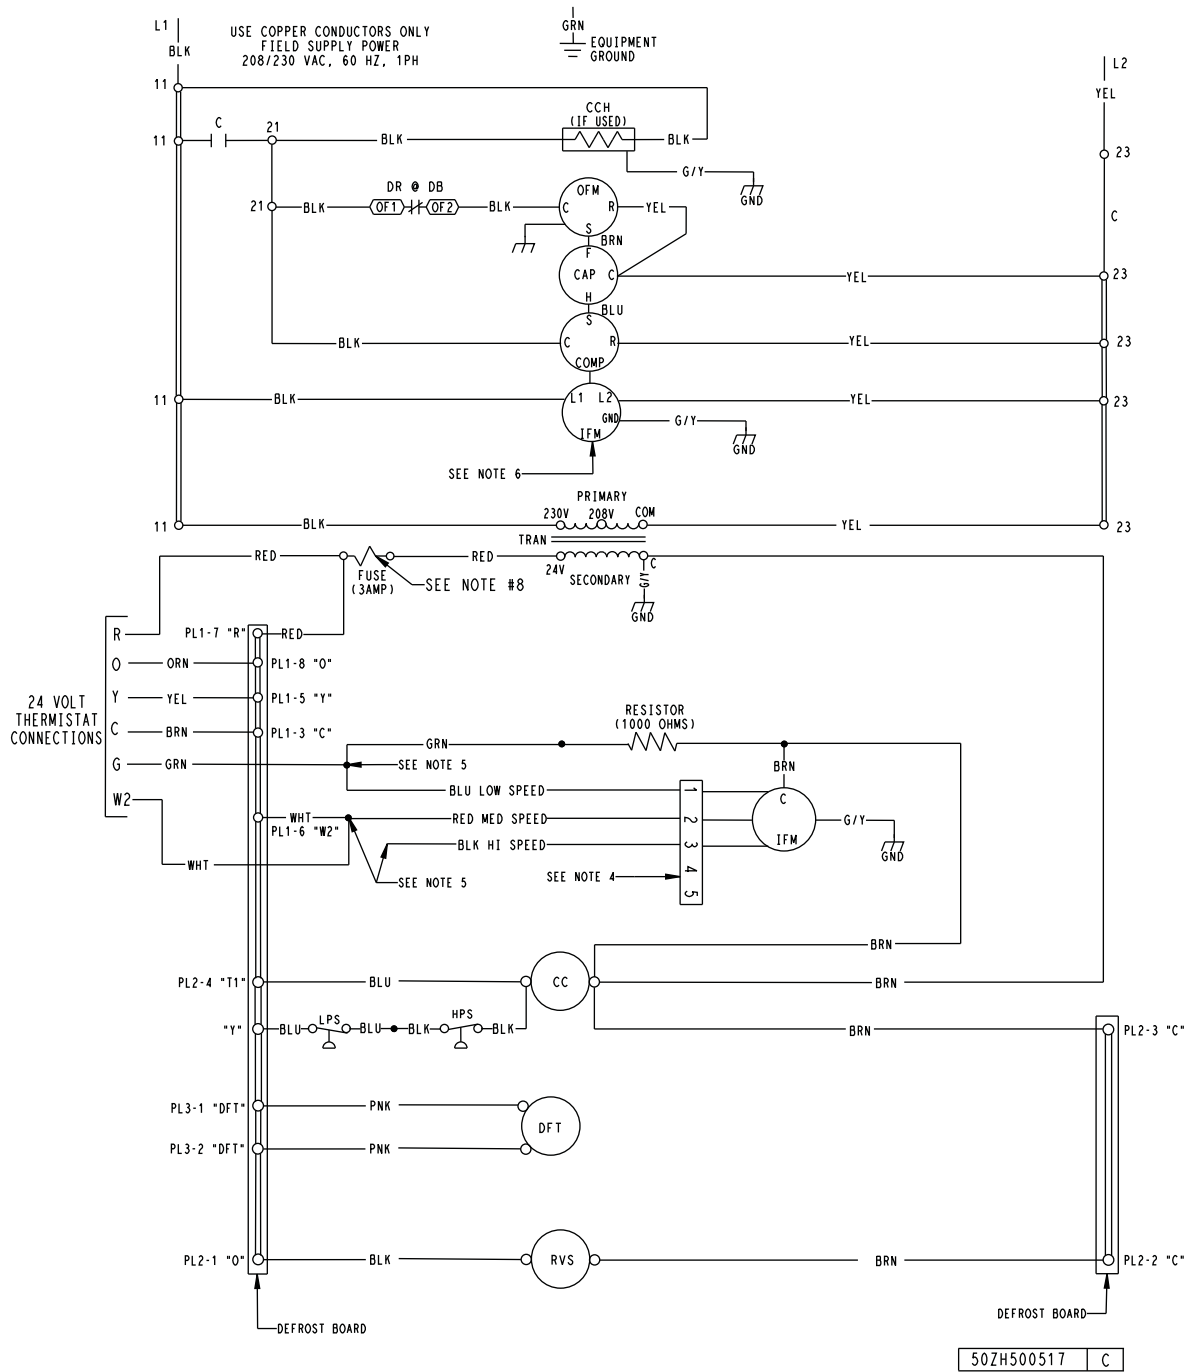 L1
BLK
USE COPPER CONDUCTORS ONLY
FIELD SUPPLY POWER
208/230 VAC, 60 HZ, 1PH
GRN
EQUIPMENT
GROUND
L2
YEL
11
CCH
(IF USED)
11
C
21
BLK
BLK
23
G/Y
GND
DR @ DB
21
BLK
OF1
OF2
BLK
OFM
C
R
S
YEL
C
BRN
F
CAP
C
H
YEL
23
BLU
S
BLK
C
R
COMP
YEL
23
11
BLK
L1
L2
GND
IFM
YEL
23
G/Y
GND
SEE NOTE 6
PRIMARY
230V
208V
COM
11
BLK
YEL
23
TRAN
RED
FUSE
(3AMP)
RED
24V
SECONDARY
C
G/Y
GND
SEE NOTE #8
24 VOLT
THERMISTAT
CONNECTIONS
R
PL1-7 "R"
RED
O
ORN
PL1-8 "O"
Y
YEL
PL1-5 "Y"
C
BRN
PL1-3 "C"
RESISTOR
(1000 OHMS)
GRN
BRN
G
GRN
SEE NOTE 5
BLU LOW SPEED
1
C
W2
WHT
PL1-6 "W2"
RED MED SPEED
2
IFM
G/Y
GND
BLK HI SPEED
3
WHT
SEE NOTE 5
SEE NOTE 4
4
5
BRN
PL2-4 "T1"
BLU
CC
BRN
"Y"
BLU
LPS
BLU
BLK
HPS
BLK
BRN
PL2-3 "C"
PL3-1 "DFT"
PNK
DFT
PL3-2 "DFT"
PNK
PL2-1 "O"
BLK
RVS
BRN
PL2-2 "C"
DEFROST BOARD
DEFROST BOARD
50ZH500517
C